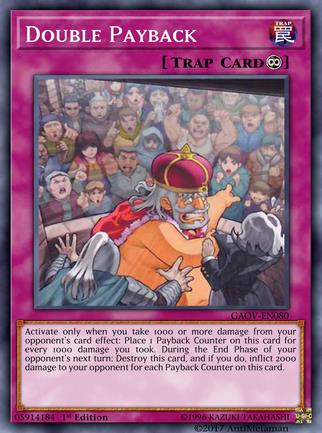 Double Payback
TRAP
罠
[Trap Card∞]
GAOV-EN080
Activate only when you take 1000 or more damage from your
opponent's card effect: Place 1 Payback Counter on this card for
every 1000 damage you took. During the End Phase of your
opponent's next turn: Destroy this card, and if you do, inflict 2000
damage to your opponent for each Payback Counter on this card.
05914184 1st Edition ©1996 KAZUKI TAKAHASHI
©2017 AntiMetaman